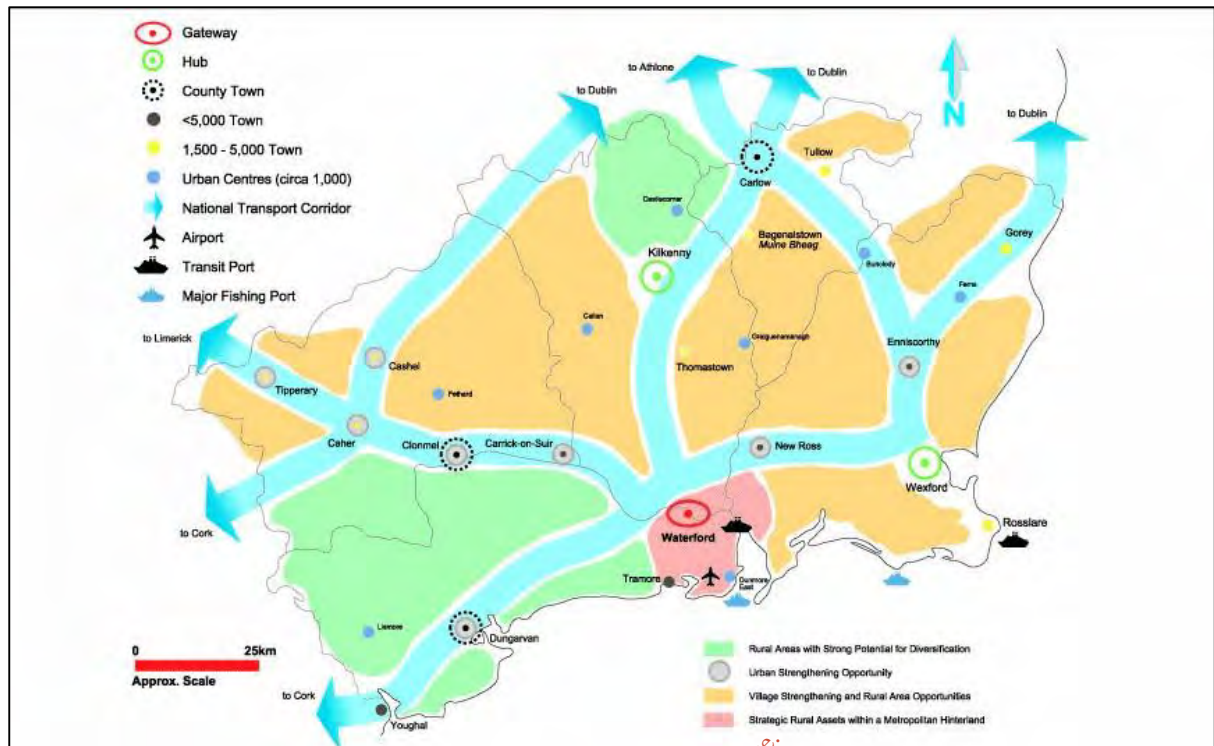 Gateway
Hub
County Town
<5,000 Town
1,500 - 5,000 Town
Urban Centres (circa 1,000)
National Transport Corridor
Airport
Transit Port
Major Fishing Port
to Athlone
to Dublin
to Dublin
to Dublin
N
Tullow
Carlow
Castlecomer
Bagenalstown
Muine Bheag
Gorey
Kilkenny
Bunclody
Ferns
to Limerick
Callan
Graiguenamanagh
Enniscorthy
Cashel
Thomastown
Tipperary
Fethard
Caher
Clonmel
Carrick-on-Suir
New Ross
Wexford
to Cork
Waterford
Rosslare
Tramore
Dunmore
East
Lismore
Dungarvan
0 25km
Approx. Scale
to Cork
Youghal
Rural Areas with Strong Potential for Diversification
Urban Strengthening Opportunity
Village Strengthening and Rural Area Opportunities
Strategic Rural Assets within a Metropolitan Hinterland